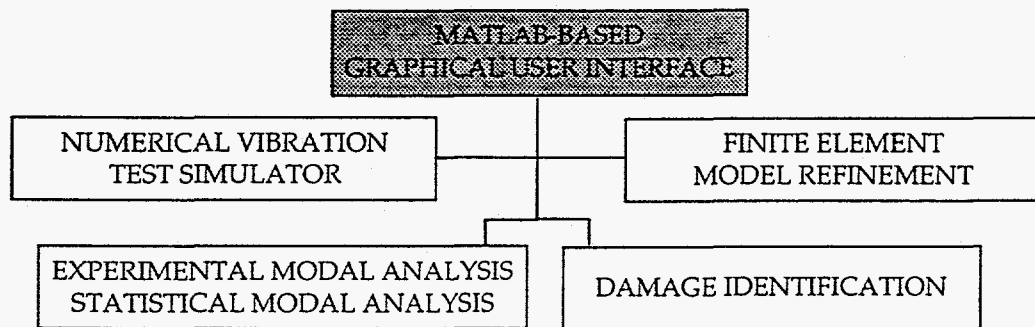 MATLAB-BASED
GRAPHICAL USER INTERFACE
NUMERICAL VIBRATION
TEST SIMULATOR
FINITE ELEMENT
MODEL REFINEMENT
EXPERIMENTAL MODAL ANALYSIS
STATISTICAL MODAL ANALYSIS
DAMAGE IDENTIFICATION